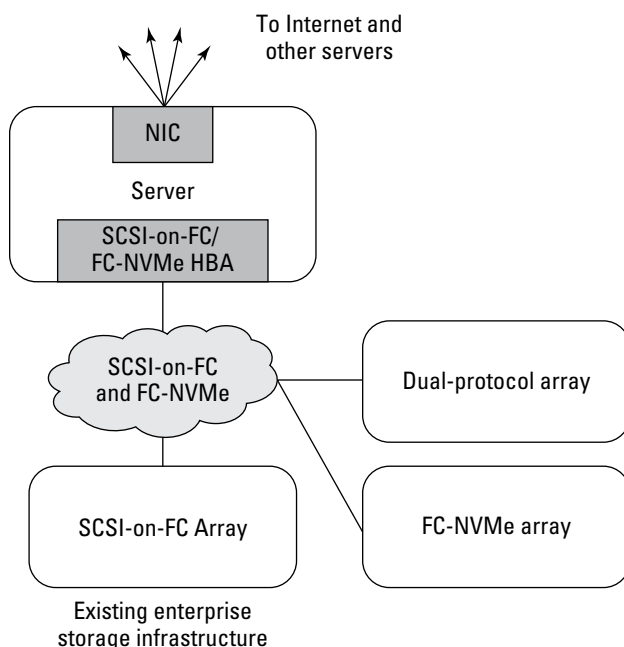 To Internet and
other servers
NIC
Server
SCSI-on-FC/
FC-NVMe HBA
SCSI-on-FC
and FC-NVMe
Dual-protocol array
SCSI-on-FC Array
FC-NVMe array
Existing enterprise
storage infrastructure